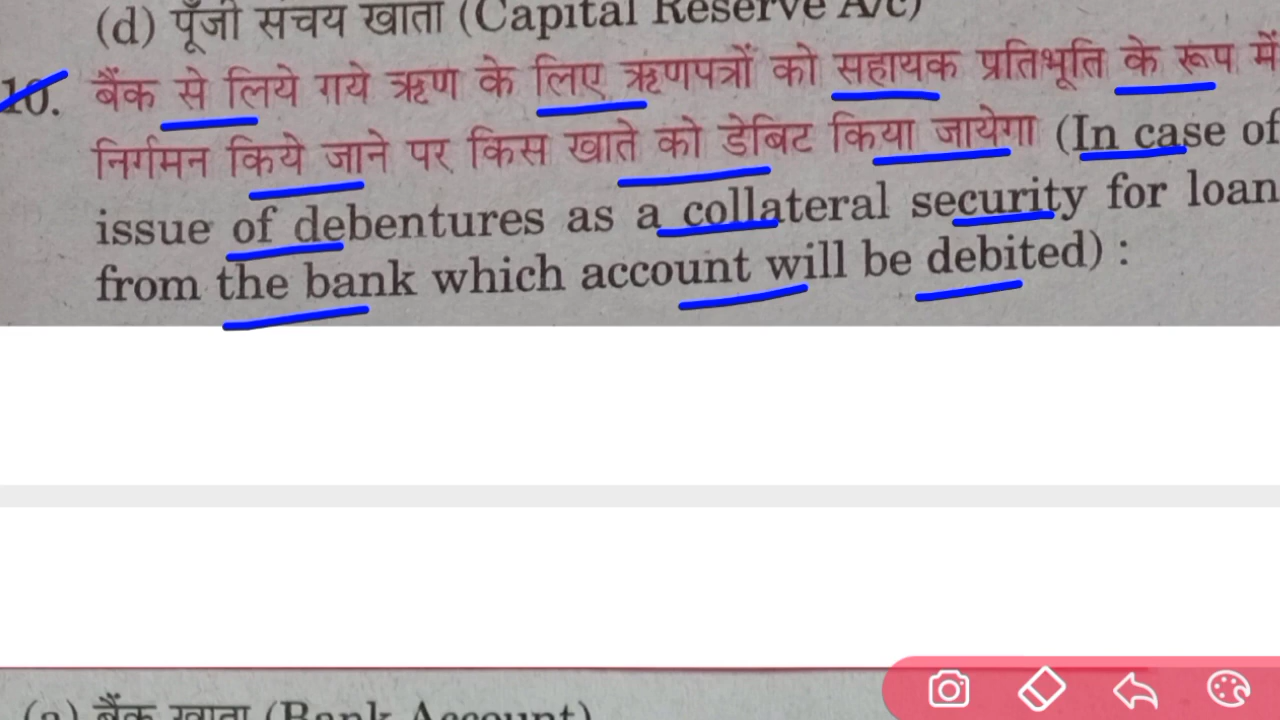 (d) पूँजी संचय खाता (Capital Reserve A/c)
10. बैंक से लिये गये ऋण के लिए ऋणपत्रों को सहायक प्रतिभूति के रूप में
निर्गमन किये जाने पर किस खाते को डेबिट किया जायेगा (In case of
issue of debentures as a collateral security for loan
from the bank which account will be debited) :
(a) बैंक खाता (Bank Account)